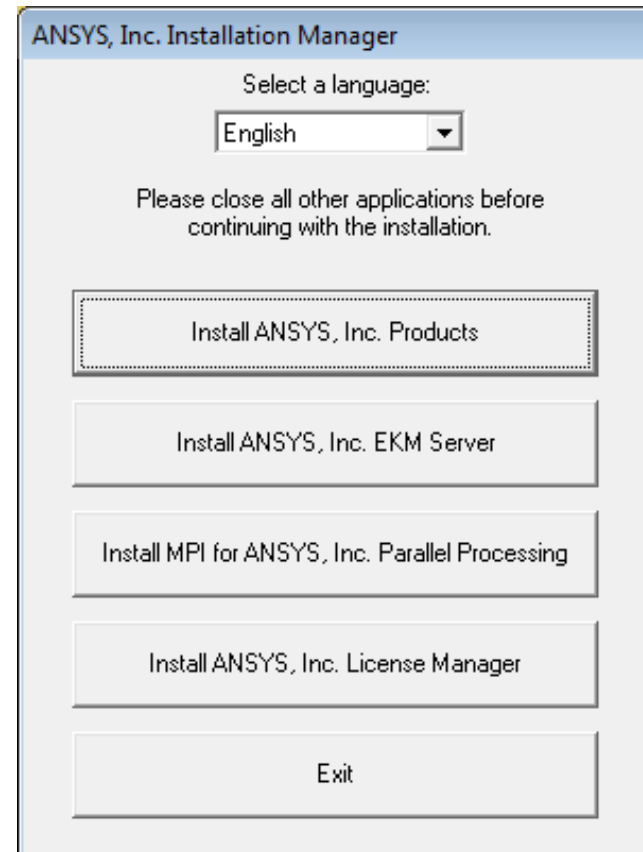 ANSYS, Inc. Installation Manager
Select a language:
English
Please close all other applications before
continuing with the installation.
Install ANSYS, Inc. Products
Install ANSYS, Inc. EKM Server
Install MPI for ANSYS, Inc. Parallel Processing
Install ANSYS, Inc. License Manager
Exit